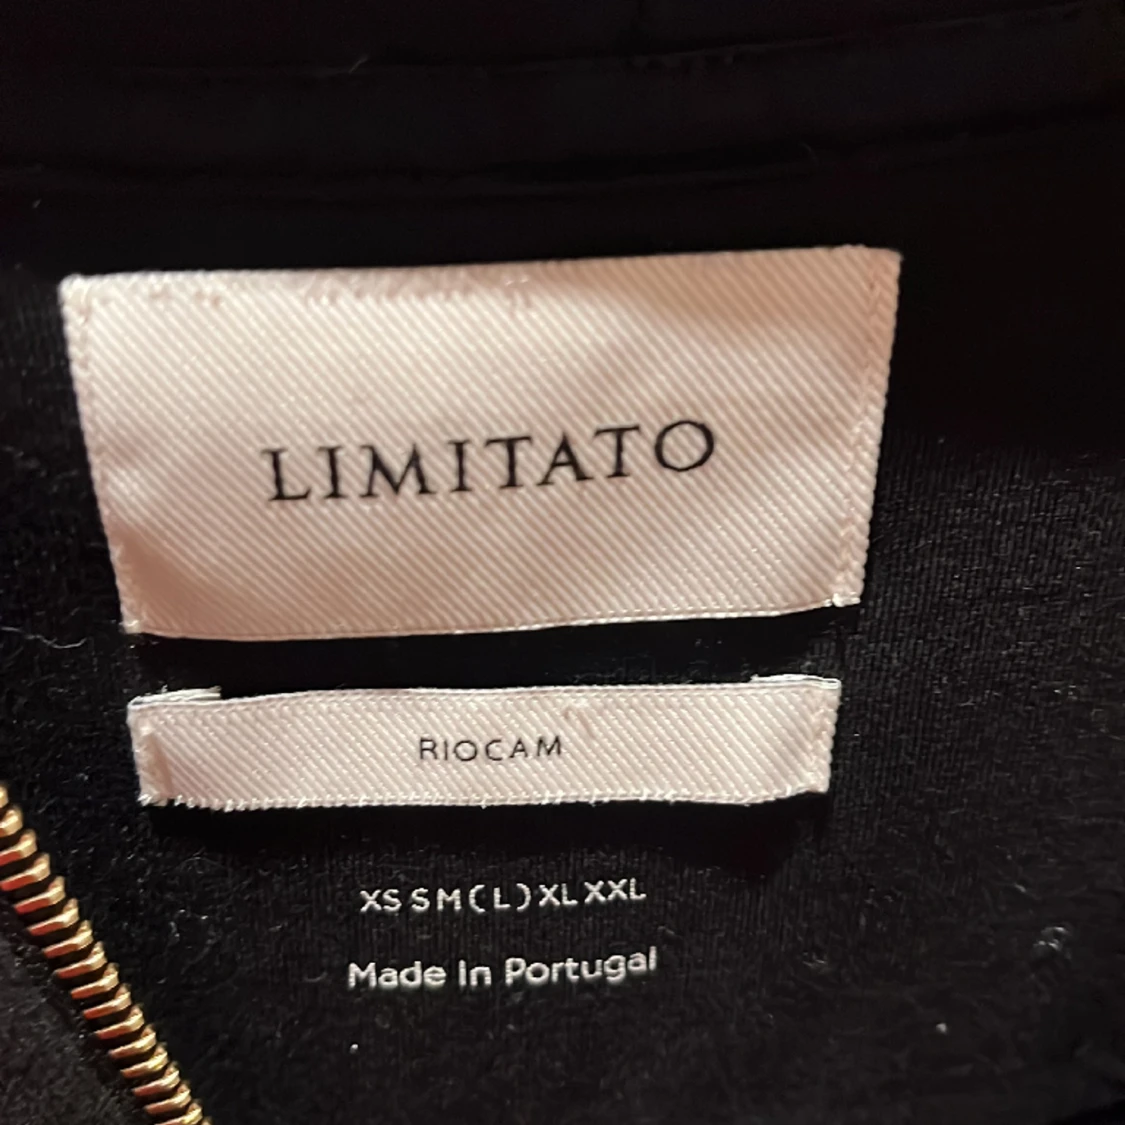 LIMITATO
RIOCAM
XS S M ( L ) XL XXL
Made In Portugal